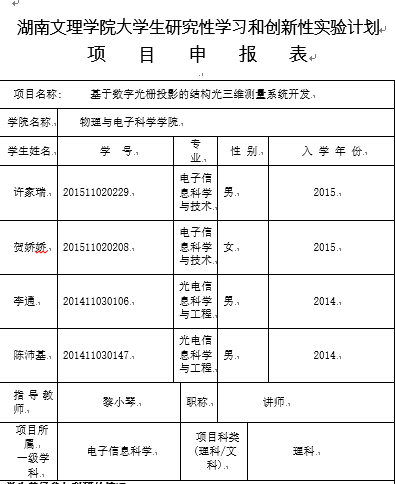 湖南文理学院大学生研究性学习和创新性实验计划
项 目 申 报 表
项目名称: 基于数字光栅投影的结构光三维测量系统开发
学院名称 物理与电子科学学院
学生姓名 学 号 专业 性 别 入 学 年 份
许家瑞 201511020229 电子信息科学与技术 男 2015
贺娇娇 201511020208 电子信息科学与技术 女 2015
李通 201411030106 光电信息科学与工程 男 2014
陈沛基 201411030147 光电信息科学与工程 男 2014
指 导 教师 黎小琴 职称 讲师
项目所属一级学科 电子信息科学 项目科类(理科/文科) 理科